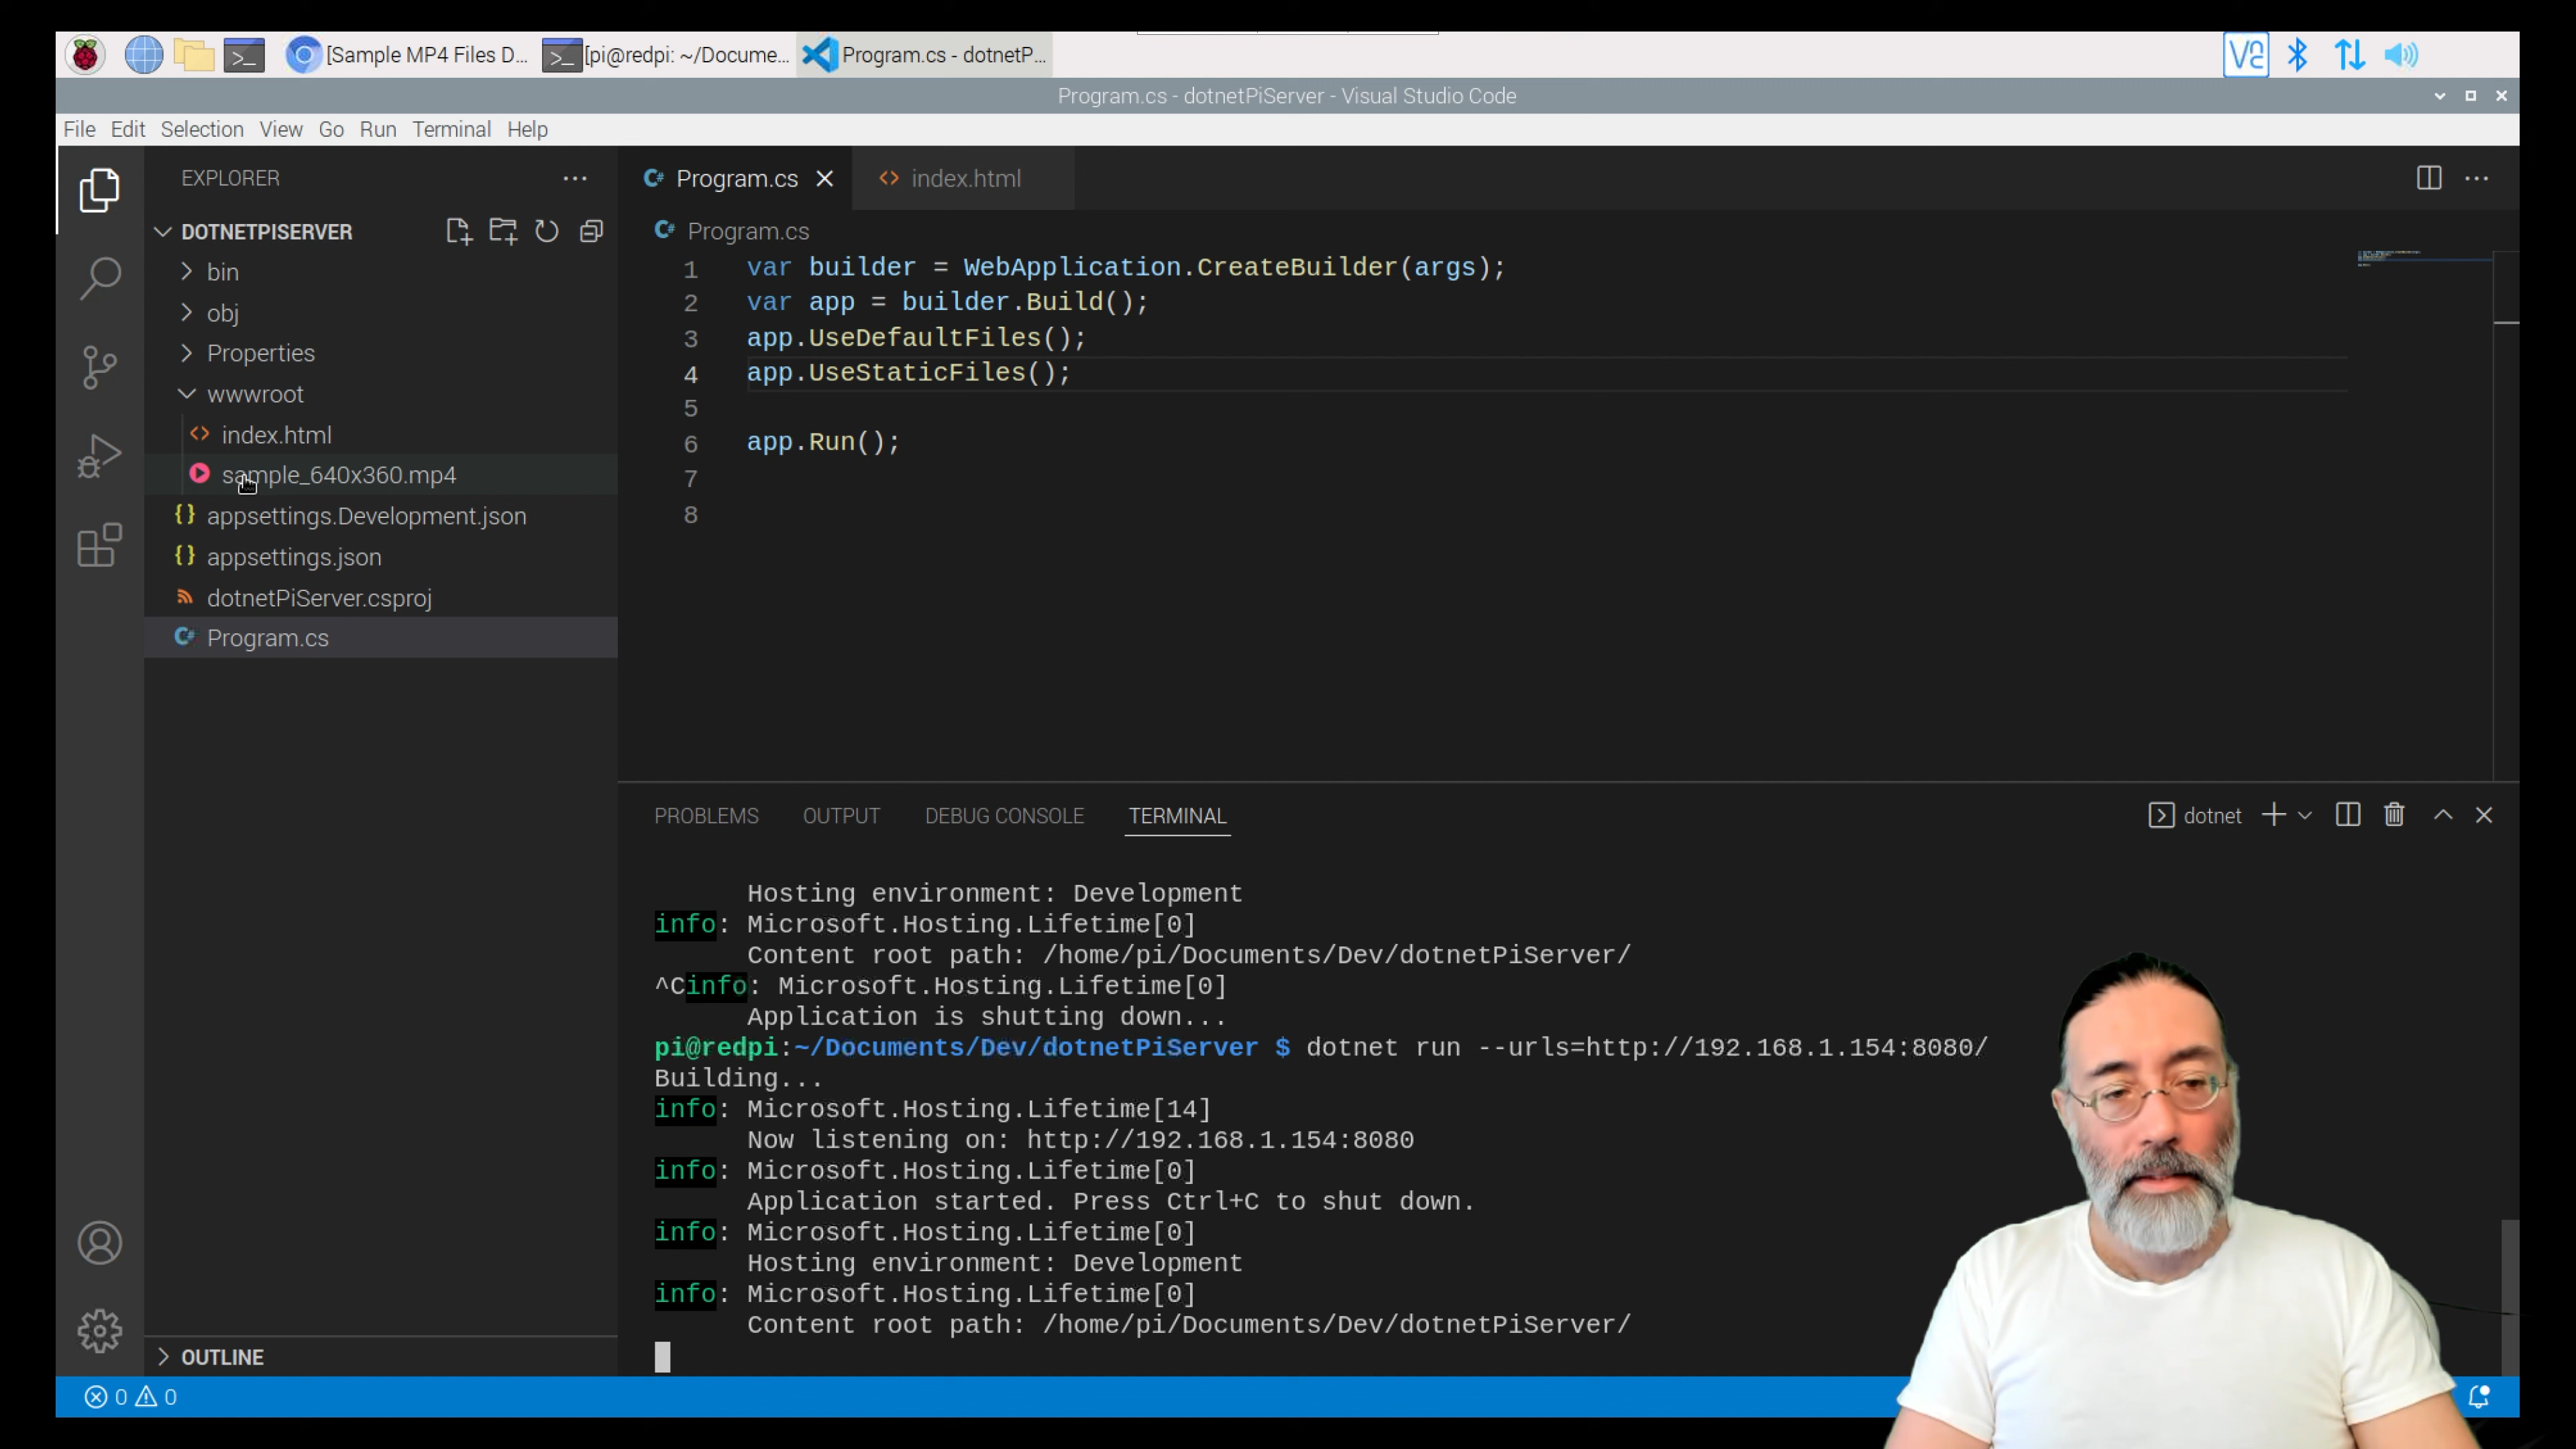 [Sample MP4 Files D... [pi@redpi: ~/Docume... Program.cs - dotnetP...
Program.cs - dotnetPiServer - Visual Studio Code
File Edit Selection View Go Run Terminal Help
EXPLORER
DOTNETPISERVER
bin
obj
Properties
wwwroot
index.html
sample_640x360.mp4
appsettings.Development.json
appsettings.json
dotnetPiServer.csproj
Program.cs
OUTLINE
Program.cs index.html
Program.cs
1 var builder = WebApplication.CreateBuilder(args);
2 var app = builder.Build();
3 app.UseDefaultFiles();
4 app.UseStaticFiles();
5
6 app.Run();
7
8
PROBLEMS OUTPUT DEBUG CONSOLE TERMINAL dotnet
Hosting environment: Development
info: Microsoft.Hosting.Lifetime[0]
Content root path: /home/pi/Documents/Dev/dotnetPiServer/
^Cinfo: Microsoft.Hosting.Lifetime[0]
Application is shutting down...
pi@redpi:~/Documents/Dev/dotnetPiServer $ dotnet run --urls=http://192.168.1.154:8080/
Building...
info: Microsoft.Hosting.Lifetime[14]
Now listening on: http://192.168.1.154:8080
info: Microsoft.Hosting.Lifetime[0]
Application started. Press Ctrl+C to shut down.
info: Microsoft.Hosting.Lifetime[0]
Hosting environment: Development
info: Microsoft.Hosting.Lifetime[0]
Content root path: /home/pi/Documents/Dev/dotnetPiServer/
0 0